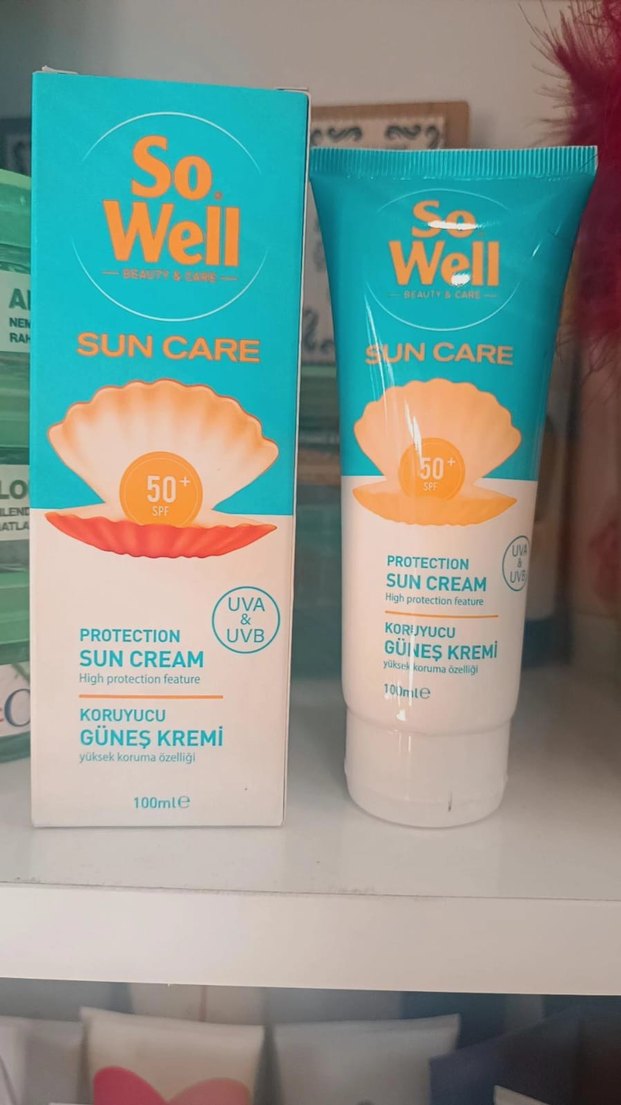 So.
Well
BEAUTY & CARE
SUN CARE
50+
SPF
UVA
&
UVB
PROTECTION
SUN CREAM
High protection feature
KORUYUCU
GÜNEŞ KREMİ
yüksek koruma özelliği
100ml℮
So.
Well
BEAUTY & CARE
SUN CARE
50+
SPF
UVA
&
UVB
PROTECTION
SUN CREAM
High protection feature
KORUYUCU
GÜNEŞ KREMİ
yüksek koruma özelliği
100ml℮